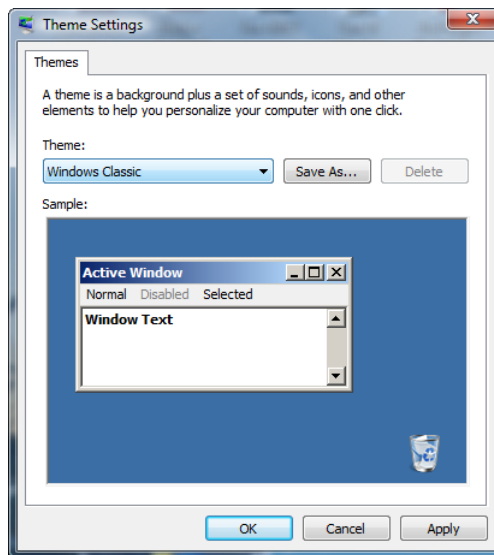 Theme Settings
Themes
A theme is a background plus a set of sounds, icons, and other
elements to help you personalize your computer with one click.
Theme:
Windows Classic
Save As...
Delete
Sample:
Active Window
Normal Disabled Selected
Window Text
OK Cancel Apply